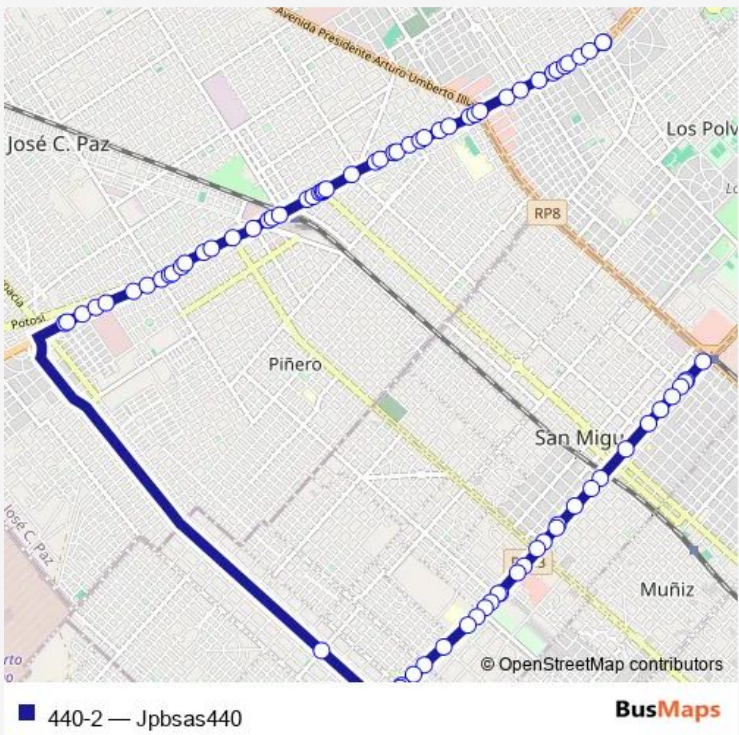 Avenida Presidente Arturo Umberto Illia
José C. Paz
Los Polv
RP8
Potosí
Piñero
San Migu
José C. Paz
Muñiz
© OpenStreetMap contributors
440-2 — Jpbsas440
BusMaps